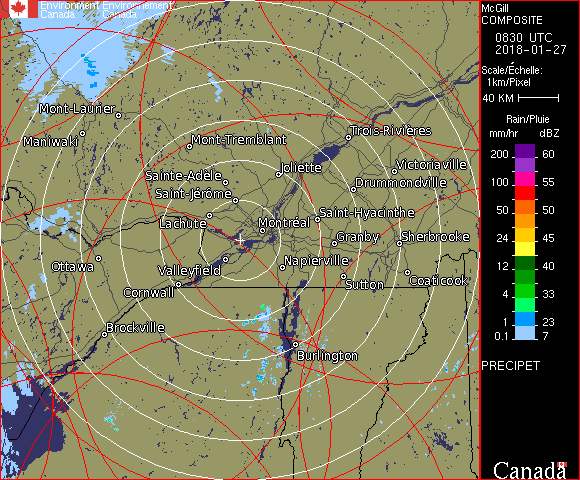 Environment Environnement
Canada Canada
McGill
COMPOSITE
0830 UTC
2018-01-27
Scale/Échelle:
1km/Pixel
40 KM
Rain/Pluie
mm/hr dBZ
200 60
100 55
50 50
24 45
12 40
8 35
4 30
1 23
0.1 7
PRECIPET
Canada
Mont-Laurier
Maniwaki
Mont-Tremblant
Trois-Rivières
Sainte-Adèle
Joliette
Victoriaville
Saint-Jérôme
Drummondville
Lachute
Montréal
Saint-Hyacinthe
Granby
Sherbrooke
Ottawa
Valleyfield
Napierville
Cornwall
Sutton
Coaticook
Brockville
Burlington